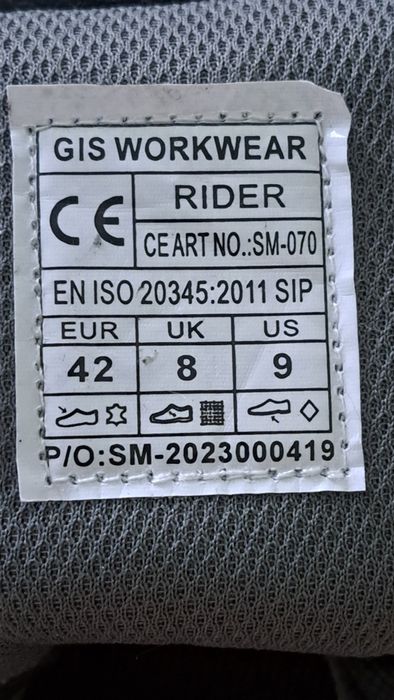 GIS WORKWEAR
CE
RIDER
CE ART NO.:SM-070
EN ISO 20345:2011 SIP
EUR UK US
42 8 9
P/O:SM-2023000419